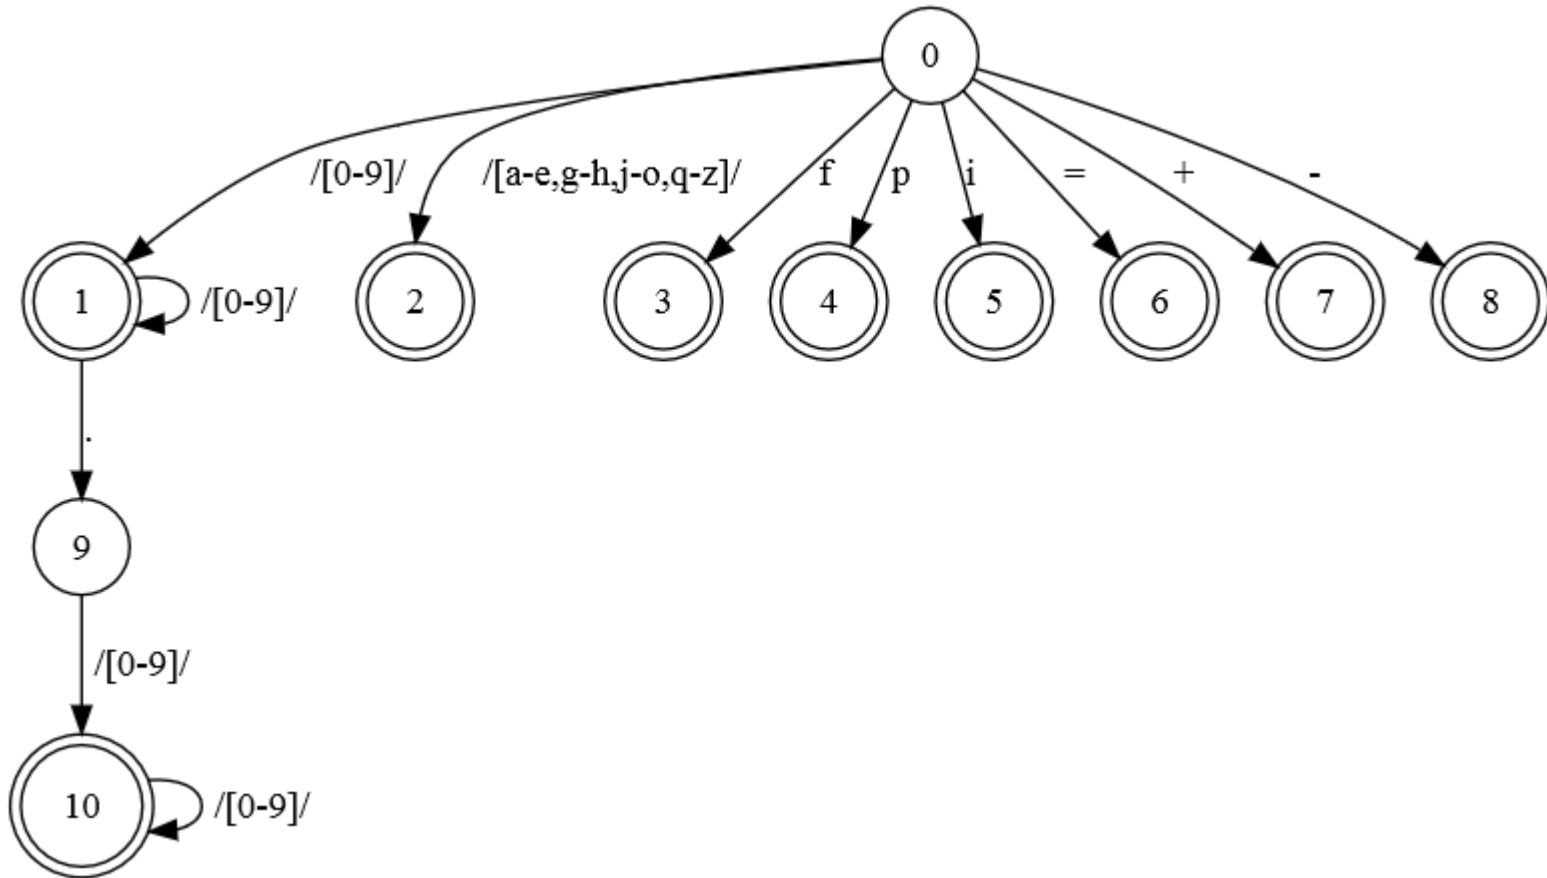 0
/[0-9]/ /[a-e,g-h,j-o,q-z]/ f p i = + -
1 /[0-9]/ 2 3 4 5 6 7 8
.
9
/[0-9]/
10 /[0-9]/